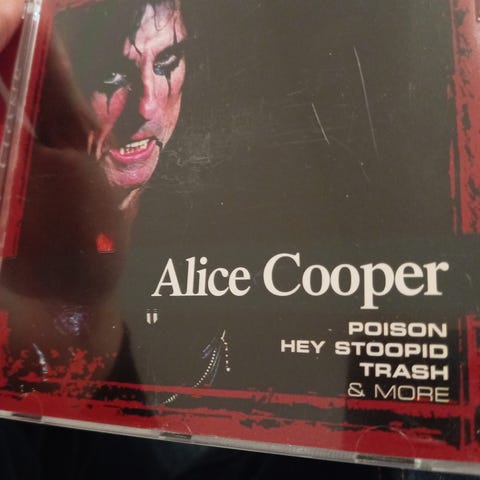 Alice Cooper
POISON
HEY STOOPID
TRASH
& MORE